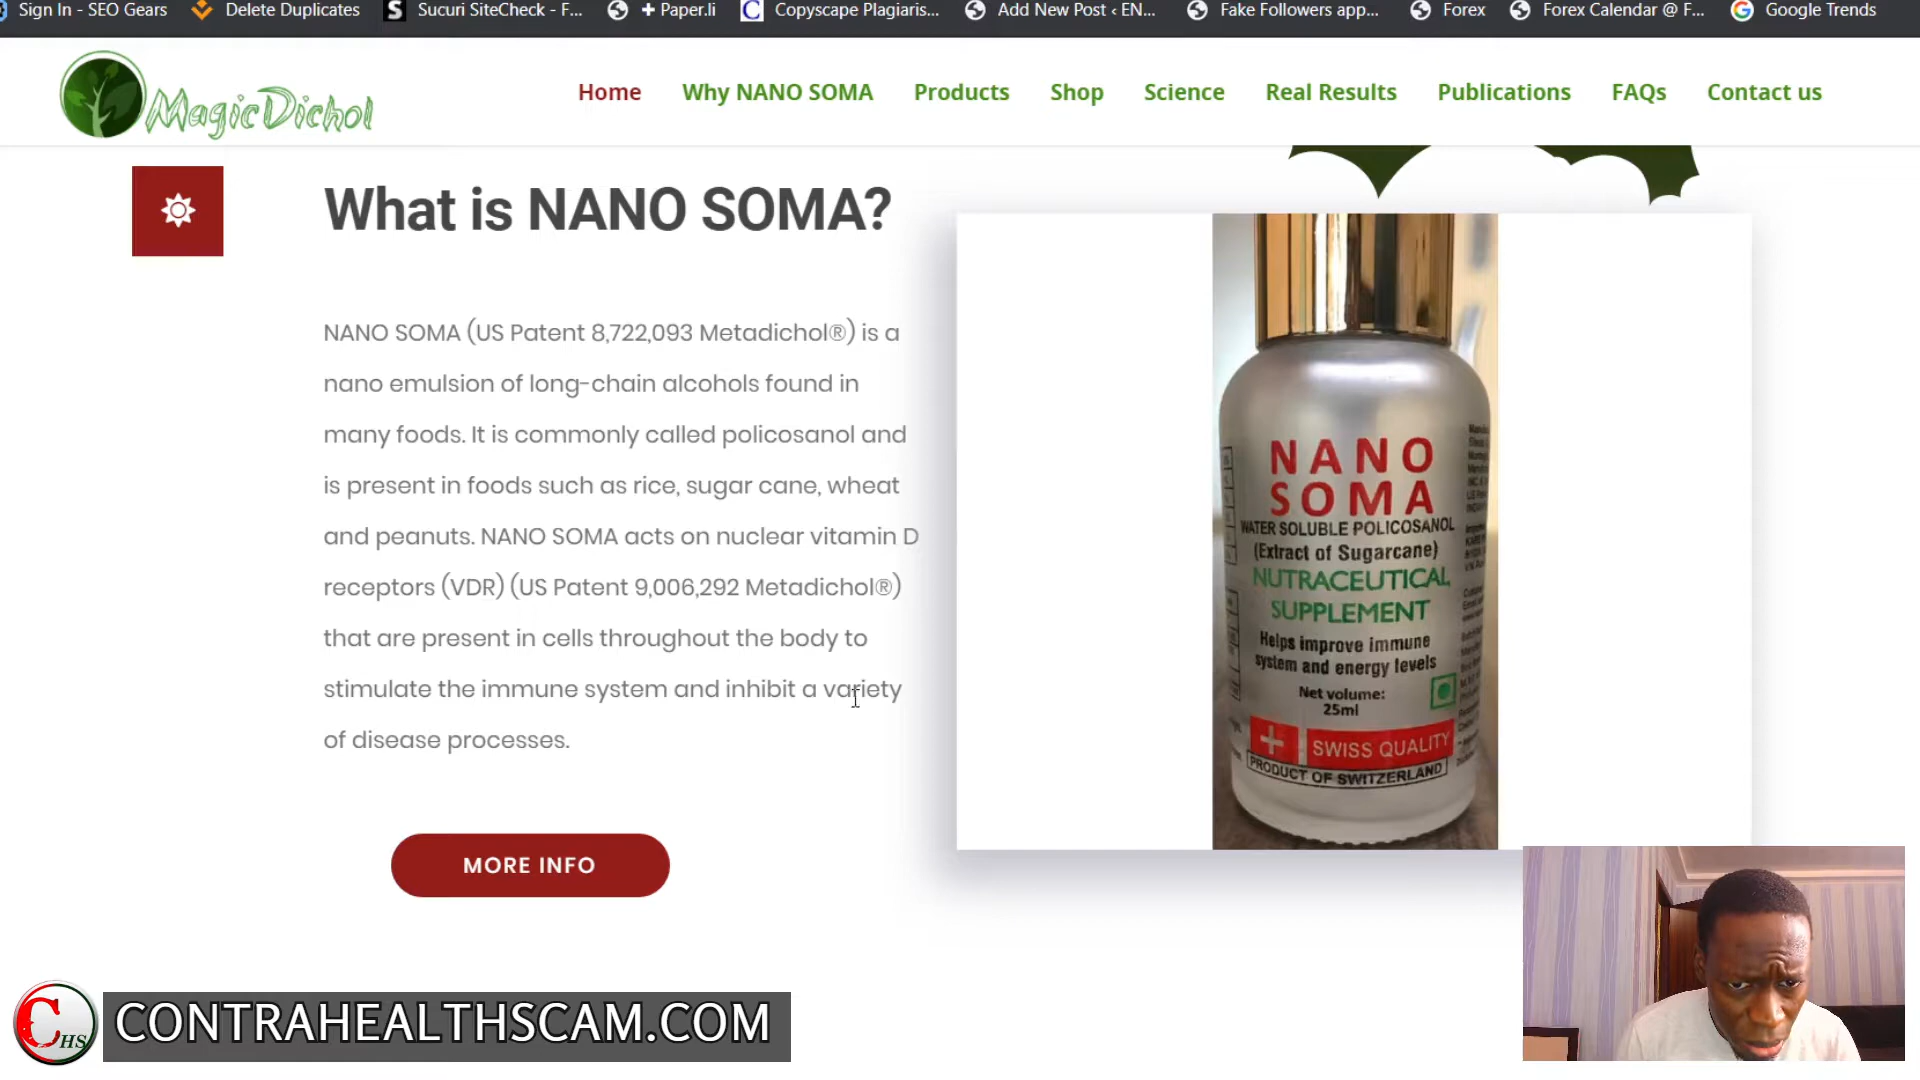 Sign In - SEO Gears
Delete Duplicates
S
Sucuri SiteCheck - F...
+ Paper.li
C
Copyscape Plagiaris...
Add New Post ‹ EN...
Fake Followers app...
Forex
Forex Calendar @ F...
G
Google Trends
MagicDichol
Home
Why NANO SOMA
Products
Shop
Science
Real Results
Publications
FAQs
Contact us
What is NANO SOMA?
NANO SOMA (US Patent 8,722,093 Metadichol®) is a
nano emulsion of long-chain alcohols found in
many foods. It is commonly called policosanol and
is present in foods such as rice, sugar cane, wheat
and peanuts. NANO SOMA acts on nuclear vitamin D
receptors (VDR) (US Patent 9,006,292 Metadichol®)
that are present in cells throughout the body to
stimulate the immune system and inhibit a variety
of disease processes.
MORE INFO
NANO
SOMA
WATER SOLUBLE POLICOSANOL
(Extract of Sugarcane)
NUTRACEUTICAL
SUPPLEMENT
Helps improve immune
system and energy levels
Net volume:
25ml
SWISS QUALITY
PRODUCT OF SWITZERLAND
CHS
CONTRAHEALTHSCAM.COM